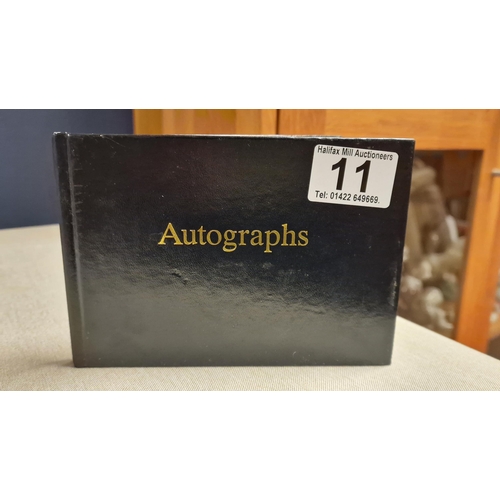 Halifax Mill Auctioneers
11
Tel: 01422 649669.
Autographs